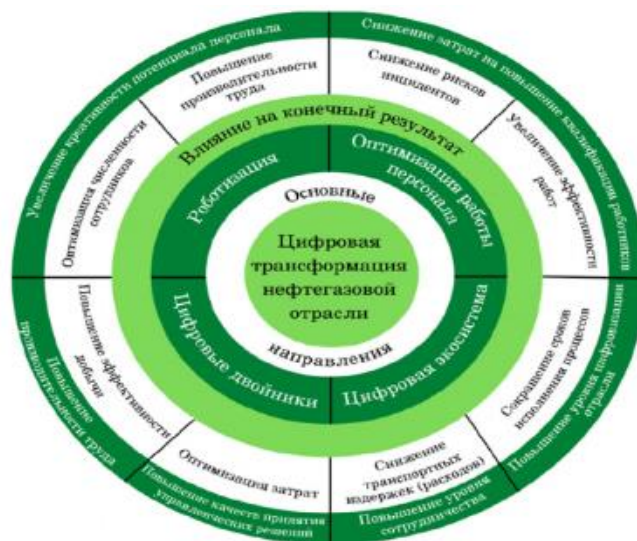 Увеличение креативности потенциала персонала
Снижение затрат на повышение квалификации работников
Повышение
производительности
труда
Снижение рисков
инцидентов
Оптимизация численности
сотрудников
Увеличение эффективности
работ
Влияние на конечный результат
Роботизация
Оптимизация работы
персонала
Основные
Цифровая
трансформация
нефтегазовой
отрасли
направления
Цифровые двойники
Цифровая экосистема
Повышение эффективности
добычи
Сокращение сроков
исполнения процессов
Оптимизация затрат
Снижение
транспортных
издержек (расходов)
Повышение
производительности труда
Повышение уровня цифровизации
отрасли
Повышение качеств принятия
управленческих решений
Повышение уровня
сотрудничества